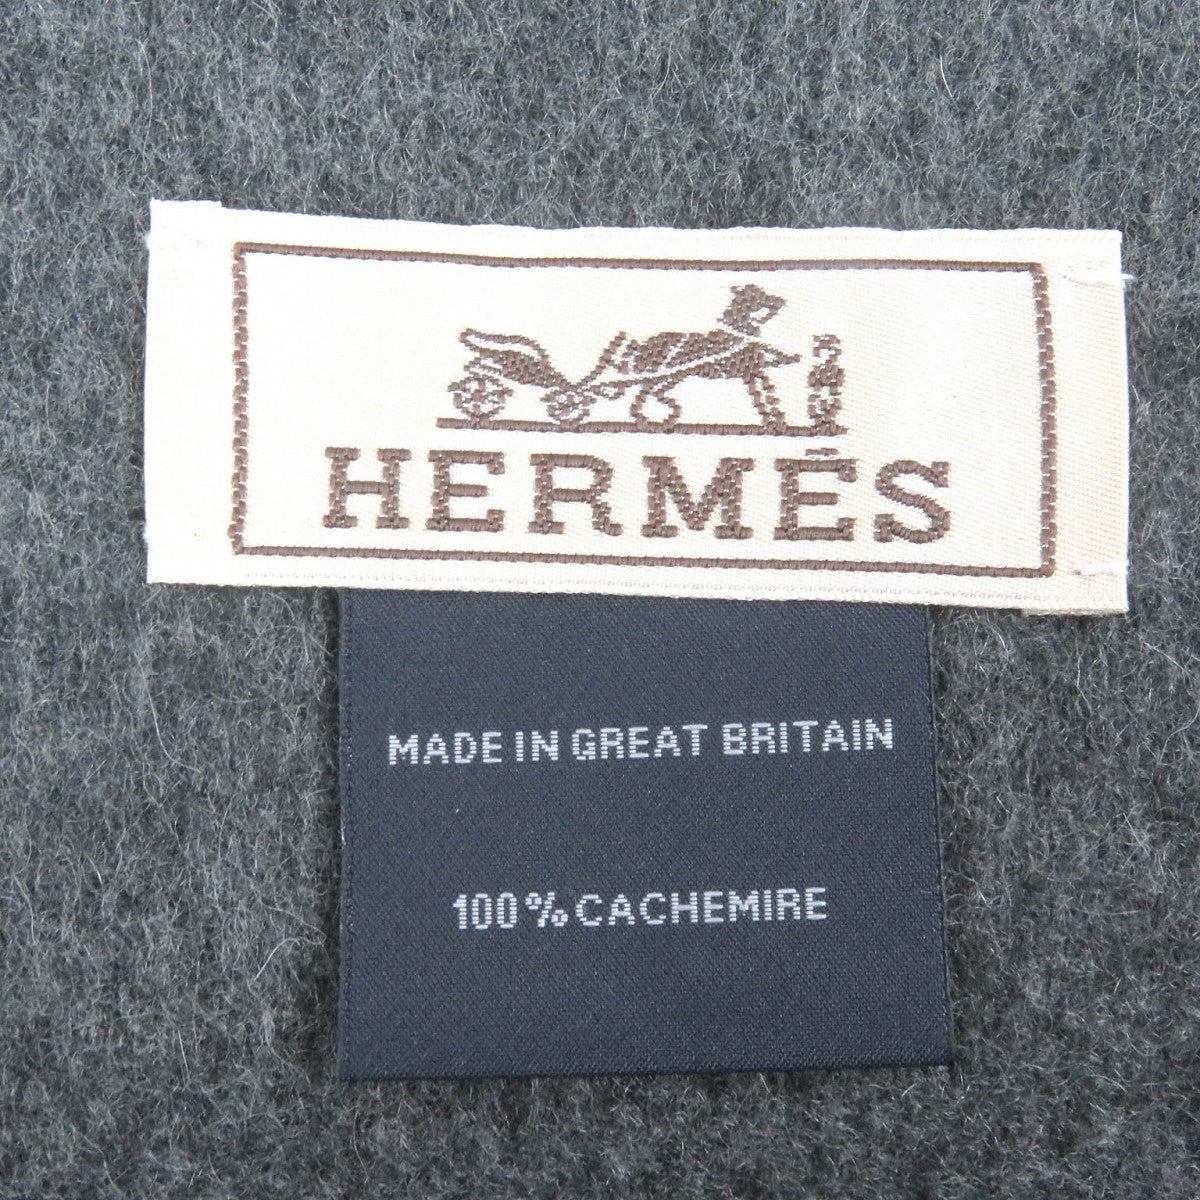 HERMÈS
MADE IN GREAT BRITAIN
100% CACHEMIRE